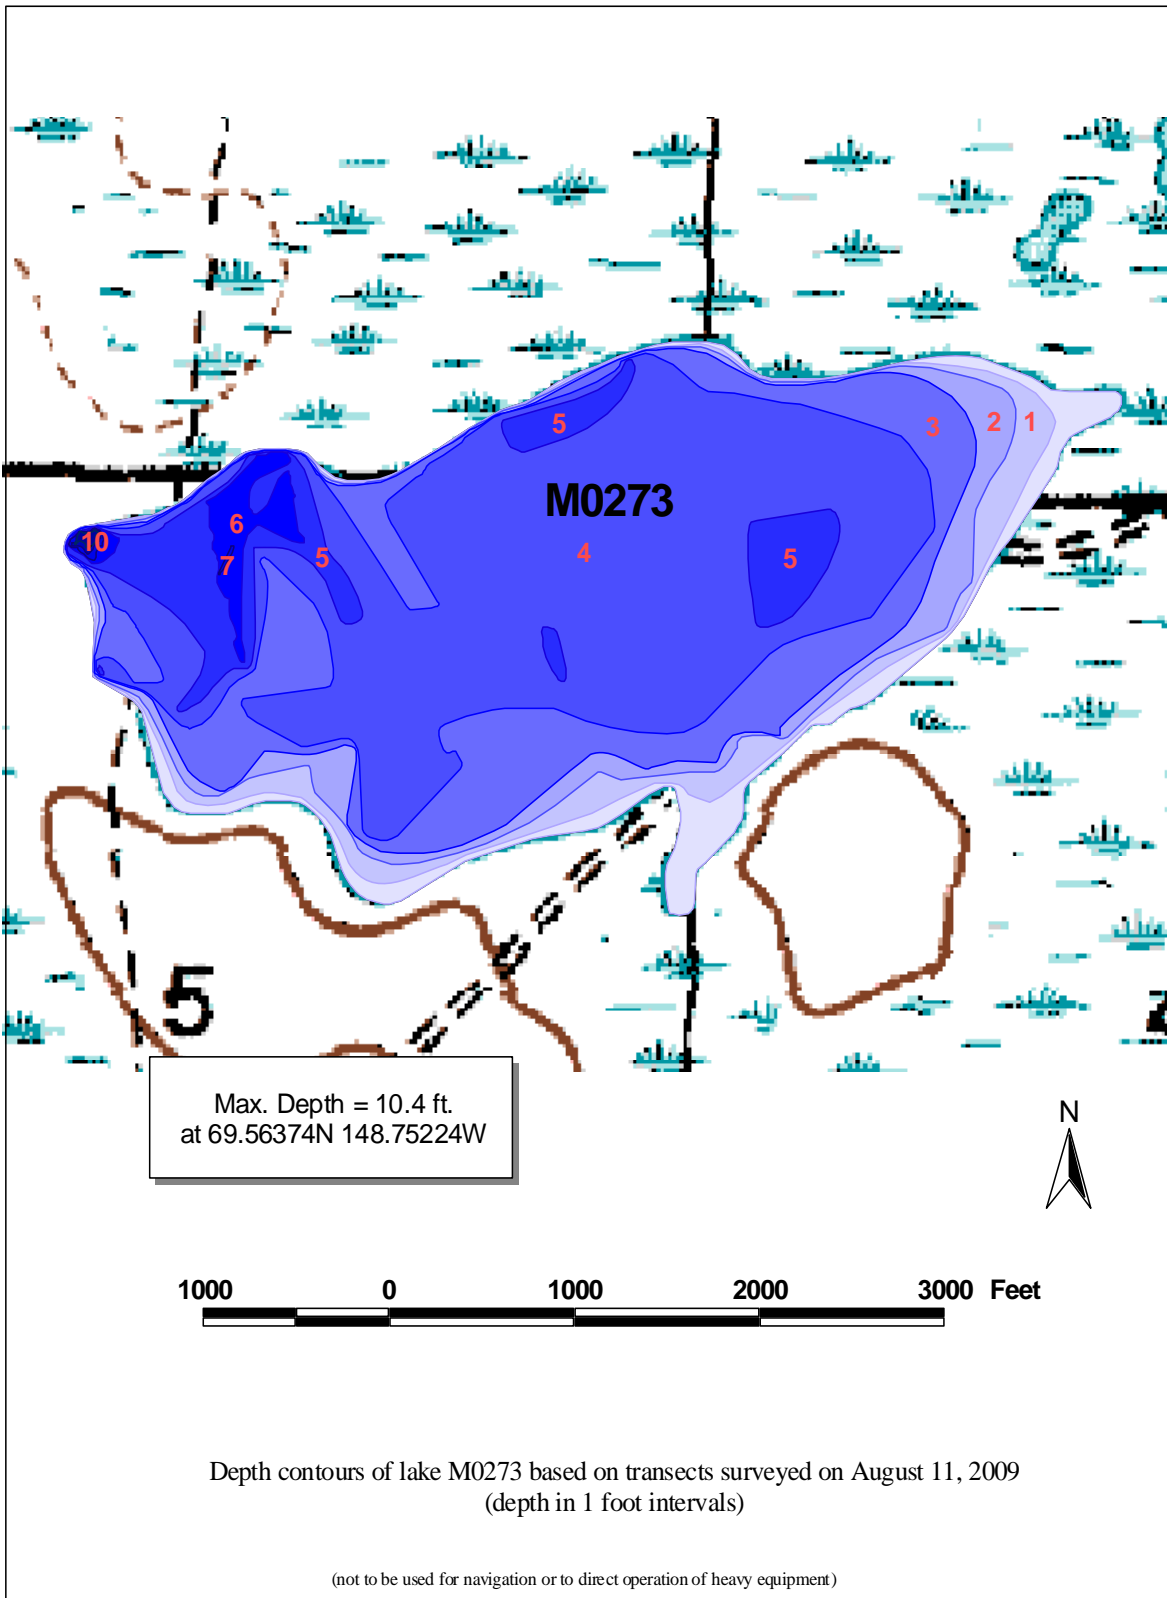 5
3
2
1
M0273
6
10
7
5
4
5
5
Max. Depth = 10.4 ft.
at 69.56374N 148.75224W
N
1000 0 1000 2000 3000 Feet
Depth contours of lake M0273 based on transects surveyed on August 11, 2009
(depth in 1 foot intervals)
(not to be used for navigation or to direct operation of heavy equipment)